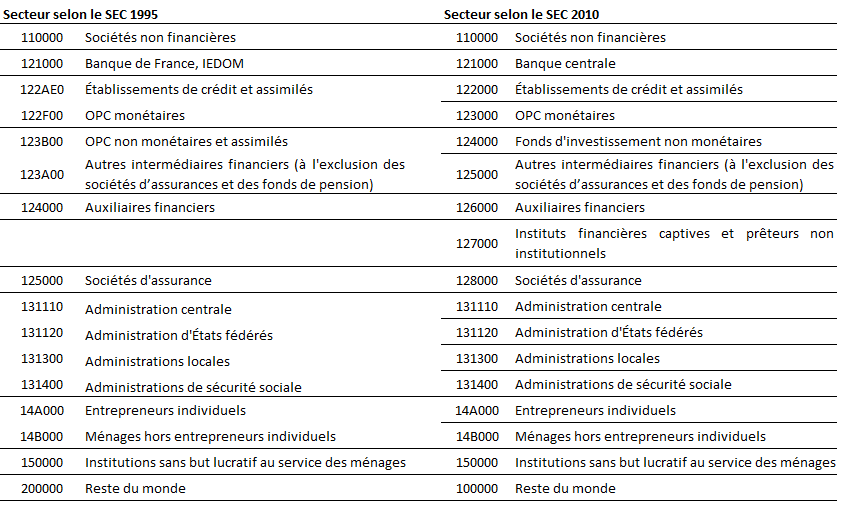 Secteur selon le SEC 1995 Secteur selon le SEC 2010
110000 Sociétés non financières 110000 Sociétés non financières
121000 Banque de France, IEDOM 121000 Banque centrale
122AE0 Établissements de crédit et assimilés 122000 Établissements de crédit et assimilés
122F00 OPC monétaires 123000 OPC monétaires
123B00 OPC non monétaires et assimilés 124000 Fonds d'investissement non monétaires
123A00 Autres intermédiaires financiers (à l'exclusion des 125000 Autres intermédiaires financiers (à l'exclusion des
sociétés d’assurances et des fonds de pension) sociétés d’assurances et des fonds de pension)
124000 Auxiliaires financiers 126000 Auxiliaires financiers
127000 Instituts financières captives et prêteurs non
institutionnels
125000 Sociétés d'assurance 128000 Sociétés d'assurance
131110 Administration centrale 131110 Administration centrale
131120 Administration d'États fédérés 131120 Administration d'États fédérés
131300 Administrations locales 131300 Administrations locales
131400 Administrations de sécurité sociale 131400 Administrations de sécurité sociale
14A000 Entrepreneurs individuels 14A000 Entrepreneurs individuels
14B000 Ménages hors entrepreneurs individuels 14B000 Ménages hors entrepreneurs individuels
150000 Institutions sans but lucratif au service des ménages 150000 Institutions sans but lucratif au service des ménages
200000 Reste du monde 100000 Reste du monde